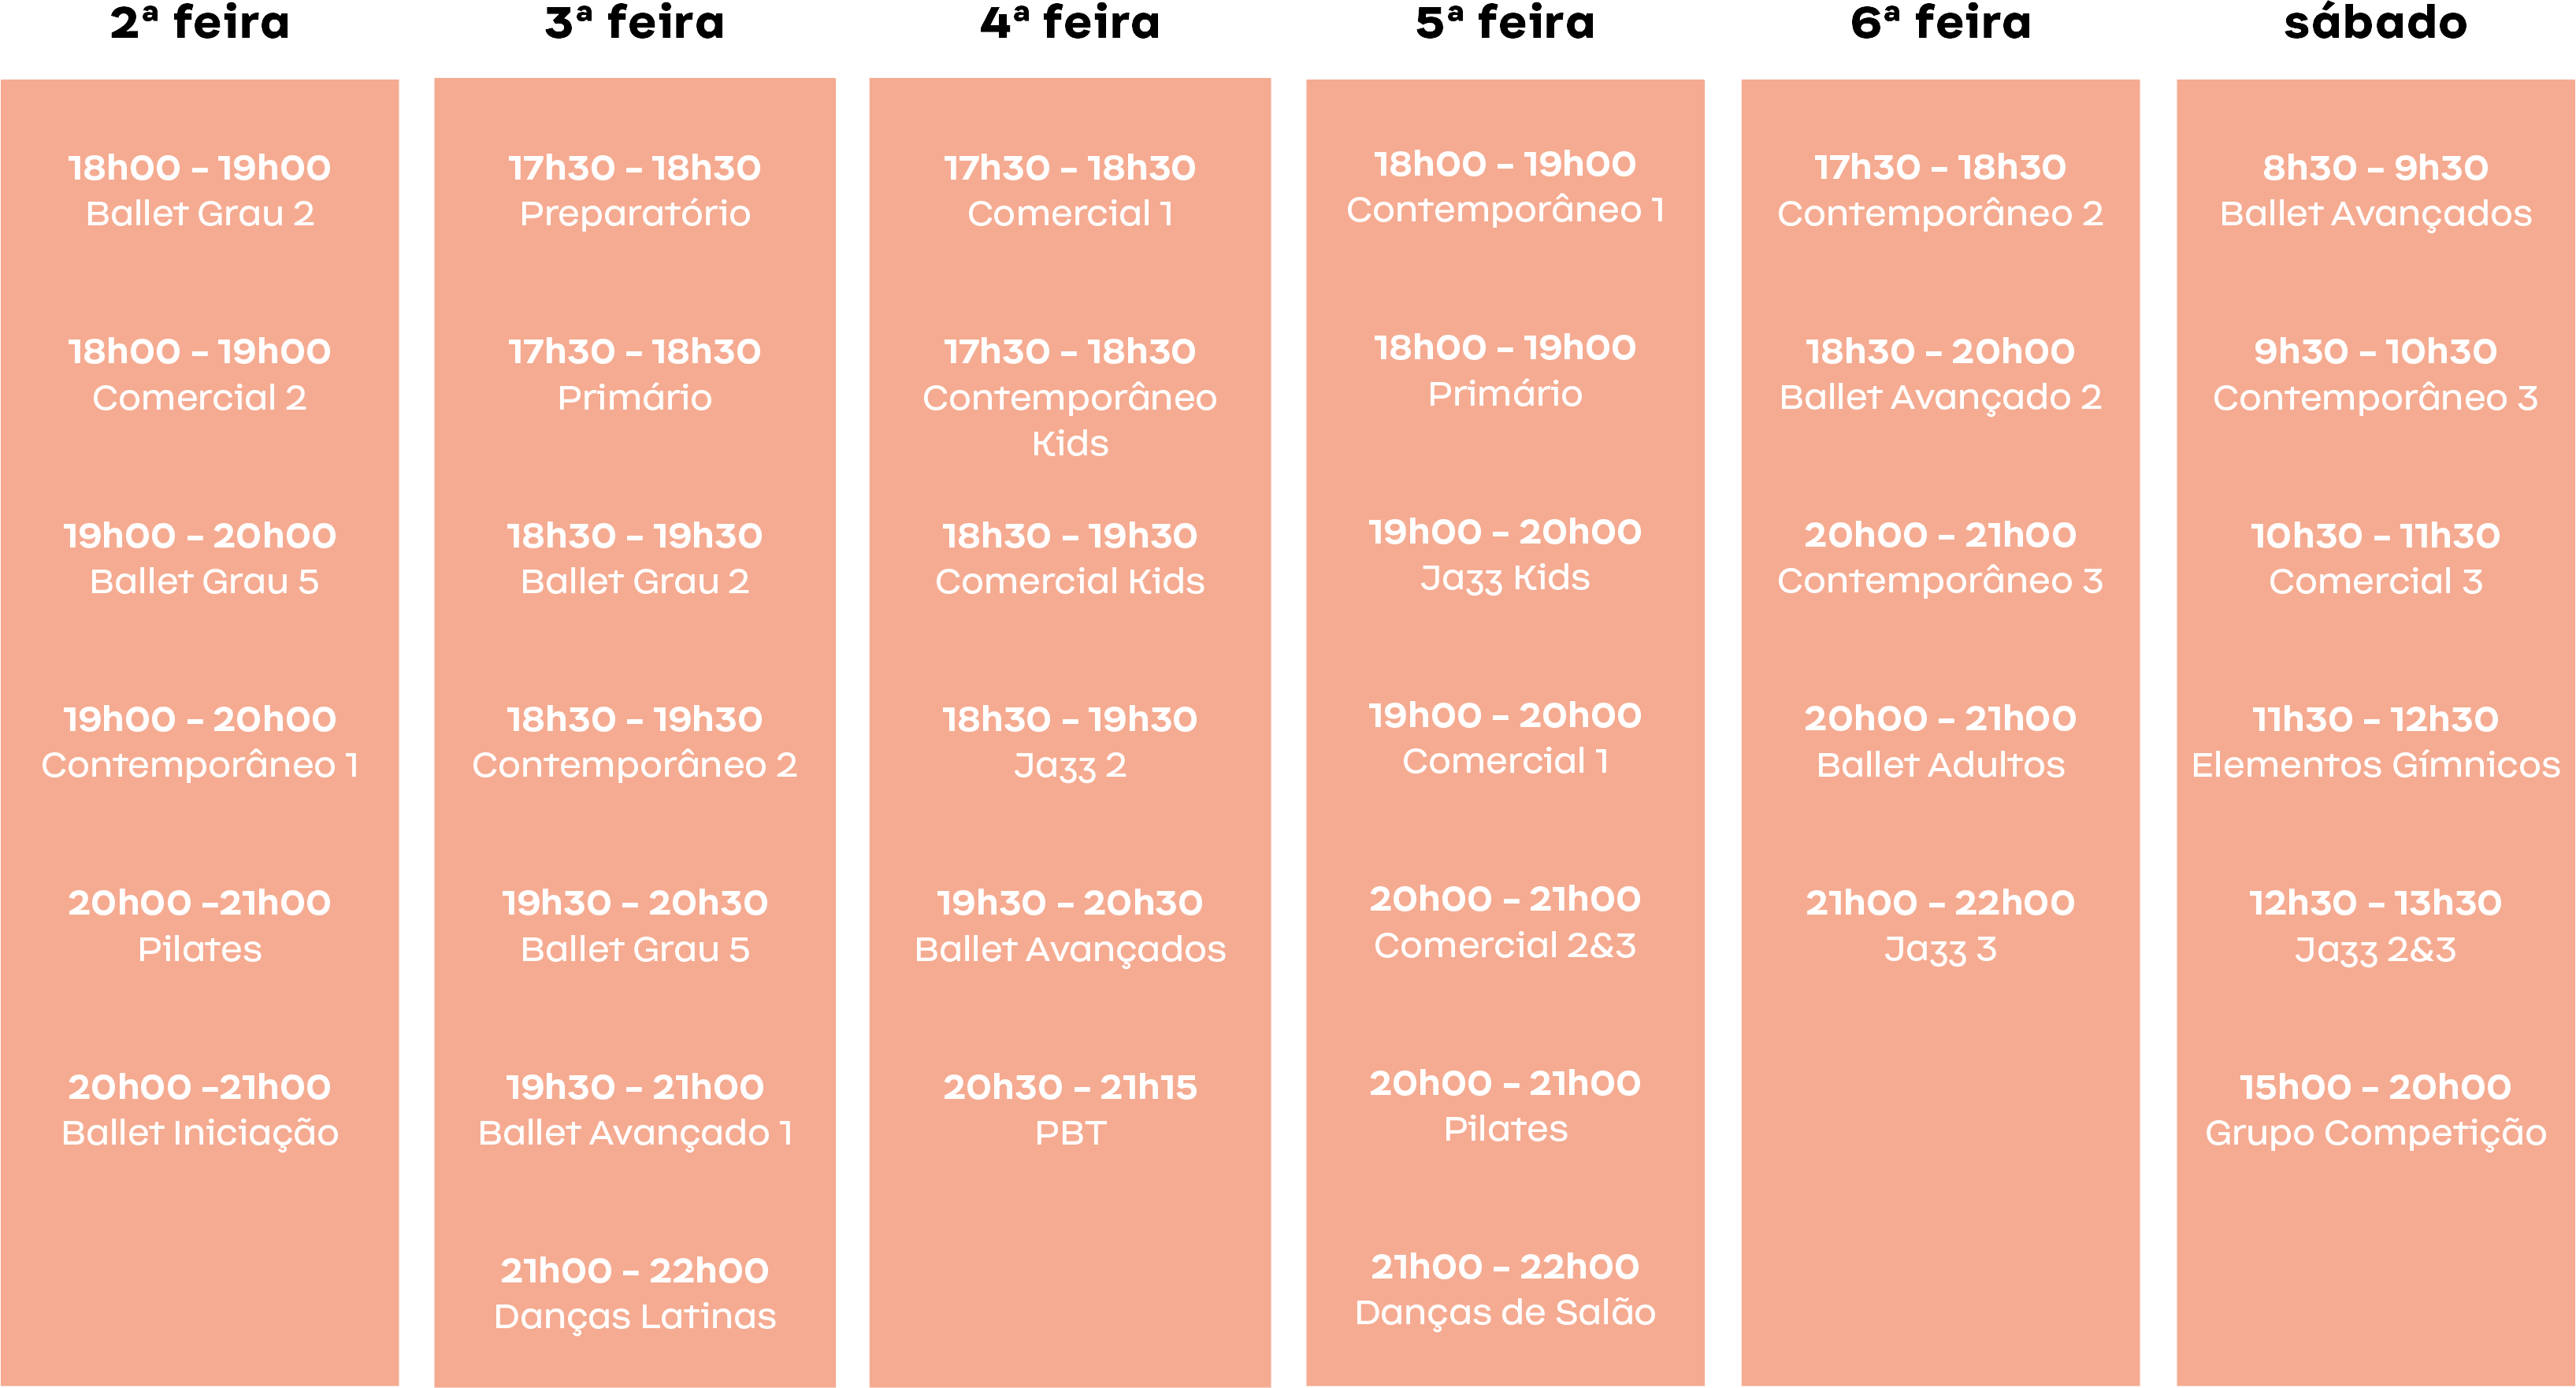 2ª feira
18h00 – 19h00
Ballet Grau 2
18h00 – 19h00
Comercial 2
19h00 – 20h00
Ballet Grau 5
19h00 – 20h00
Contemporâneo 1
20h00 –21h00
Pilates
20h00 –21h00
Ballet Iniciação
3ª feira
17h30 – 18h30
Preparatório
17h30 – 18h30
Primário
18h30 – 19h30
Ballet Grau 2
18h30 – 19h30
Contemporâneo 2
19h30 – 20h30
Ballet Grau 5
19h30 – 21h00
Ballet Avançado 1
21h00 – 22h00
Danças Latinas
4ª feira
17h30 – 18h30
Comercial 1
17h30 – 18h30
Contemporâneo
Kids
18h30 – 19h30
Comercial Kids
18h30 – 19h30
Jazz 2
19h30 – 20h30
Ballet Avançados
20h30 – 21h15
PBT
5ª feira
18h00 – 19h00
Contemporâneo 1
18h00 – 19h00
Primário
19h00 – 20h00
Jazz Kids
19h00 – 20h00
Comercial 1
20h00 – 21h00
Comercial 2&3
20h00 – 21h00
Pilates
21h00 – 22h00
Danças de Salão
6ª feira
17h30 – 18h30
Contemporâneo 2
18h30 – 20h00
Ballet Avançado 2
20h00 – 21h00
Contemporâneo 3
20h00 – 21h00
Ballet Adultos
21h00 – 22h00
Jazz 3
sábado
8h30 – 9h30
Ballet Avançados
9h30 – 10h30
Contemporâneo 3
10h30 – 11h30
Comercial 3
11h30 – 12h30
Elementos Gímnicos
12h30 – 13h30
Jazz 2&3
15h00 – 20h00
Grupo Competição